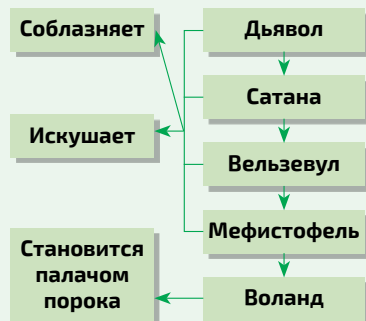 Соблазняет
Дьявол
Сатана
Искушает
Вельзевул
Мефистофель
Становится
палачом
порока
Воланд